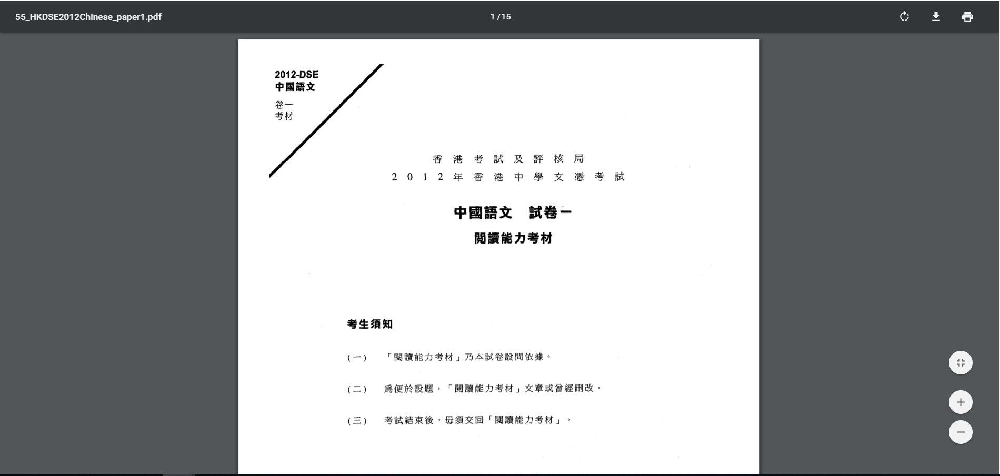 55_HKDSE2012Chinese_paper1.pdf
1 / 15
2012-DSE
中國語文
卷一
考材
香港考試及評核局
2012年香港中學文憑考試
中國語文 試卷一
閱讀能力考材
考生須知
(一) 「閱讀能力考材」乃本試卷設問依據。
(二) 爲便於設題，「閱讀能力考材」文章或曾經刪改。
(三) 考試結束後，毋須交回「閱讀能力考材」。